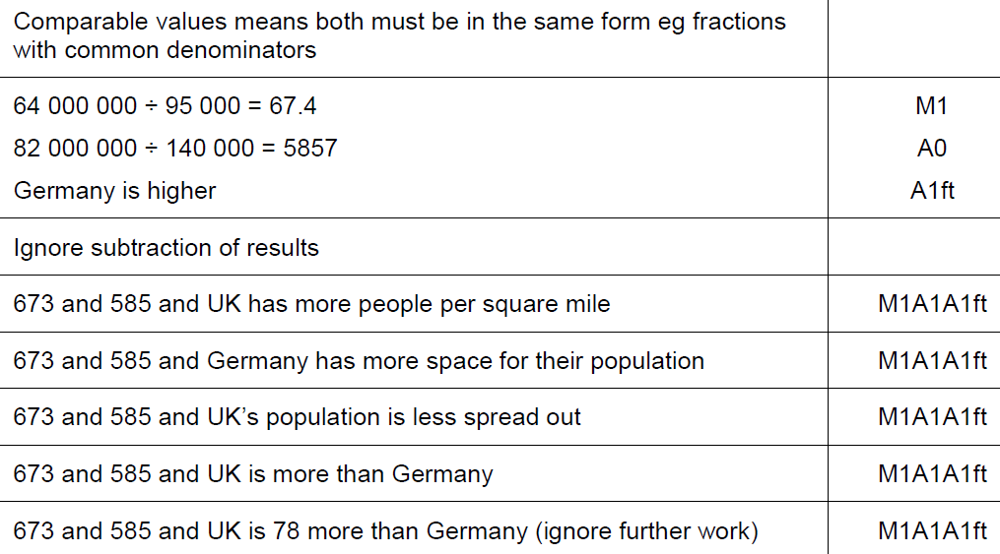 Comparable values means both must be in the same form eg fractions
with common denominators
64 000 000 ÷ 95 000 = 67.4 M1
82 000 000 ÷ 140 000 = 5857 A0
Germany is higher A1ft
Ignore subtraction of results
673 and 585 and UK has more people per square mile M1A1A1ft
673 and 585 and Germany has more space for their population M1A1A1ft
673 and 585 and UK’s population is less spread out M1A1A1ft
673 and 585 and UK is more than Germany M1A1A1ft
673 and 585 and UK is 78 more than Germany (ignore further work) M1A1A1ft